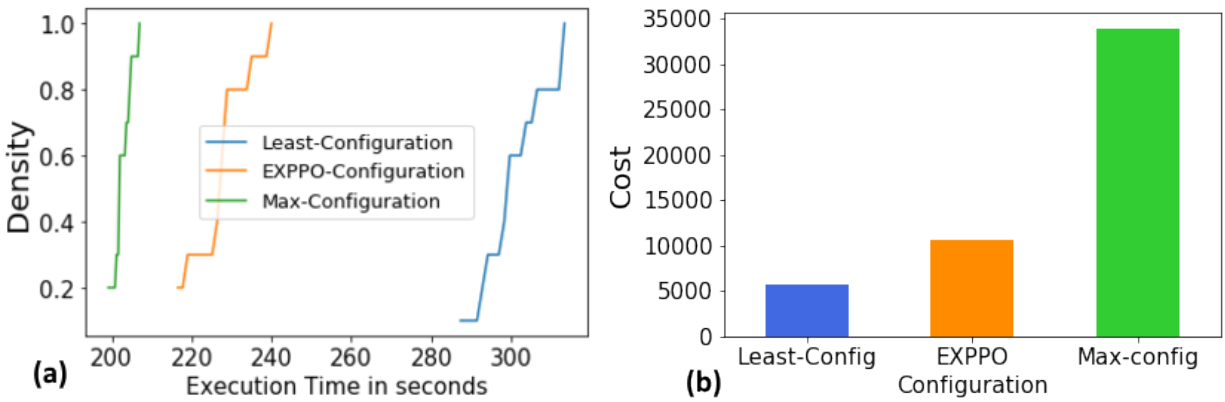 1.0
0.8
0.6
0.4
0.2
Density
Least-Configuration
EXPPO-Configuration
Max-Configuration
200 220 240 260 280 300
Execution Time in seconds
(a)
35000
30000
25000
20000
15000
10000
5000
0
Cost
Least-Config EXPPO Max-config
Configuration
(b)